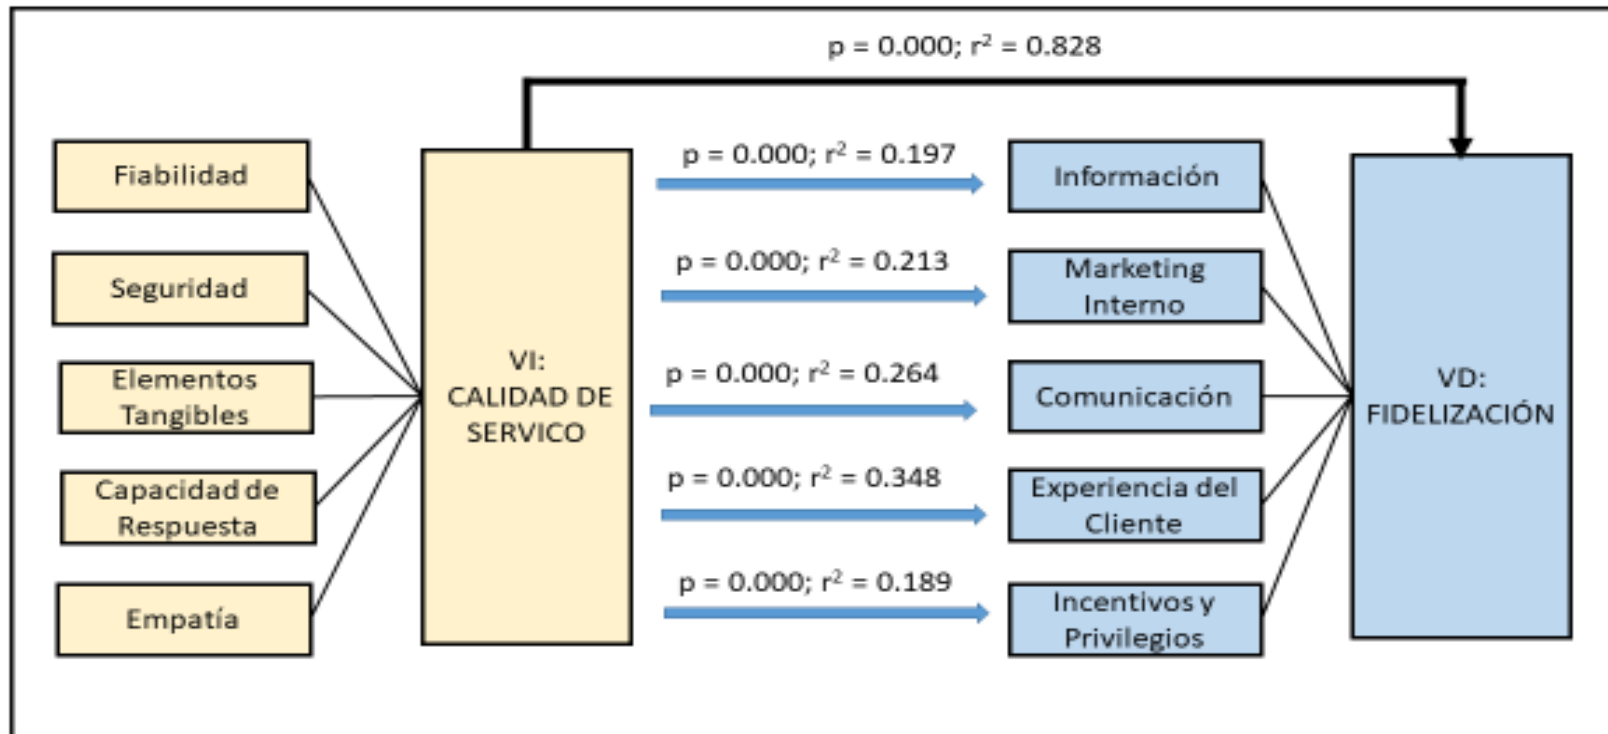 p = 0.000; r² = 0.828
Fiabilidad
Seguridad
Elementos
Tangibles
Capacidad de
Respuesta
Empatía
VI:
CALIDAD DE
SERVICO
p = 0.000; r² = 0.197
p = 0.000; r² = 0.213
p = 0.000; r² = 0.264
p = 0.000; r² = 0.348
p = 0.000; r² = 0.189
Información
Marketing
Interno
Comunicación
Experiencia del
Cliente
Incentivos y
Privilegios
VD:
FIDELIZACIÓN